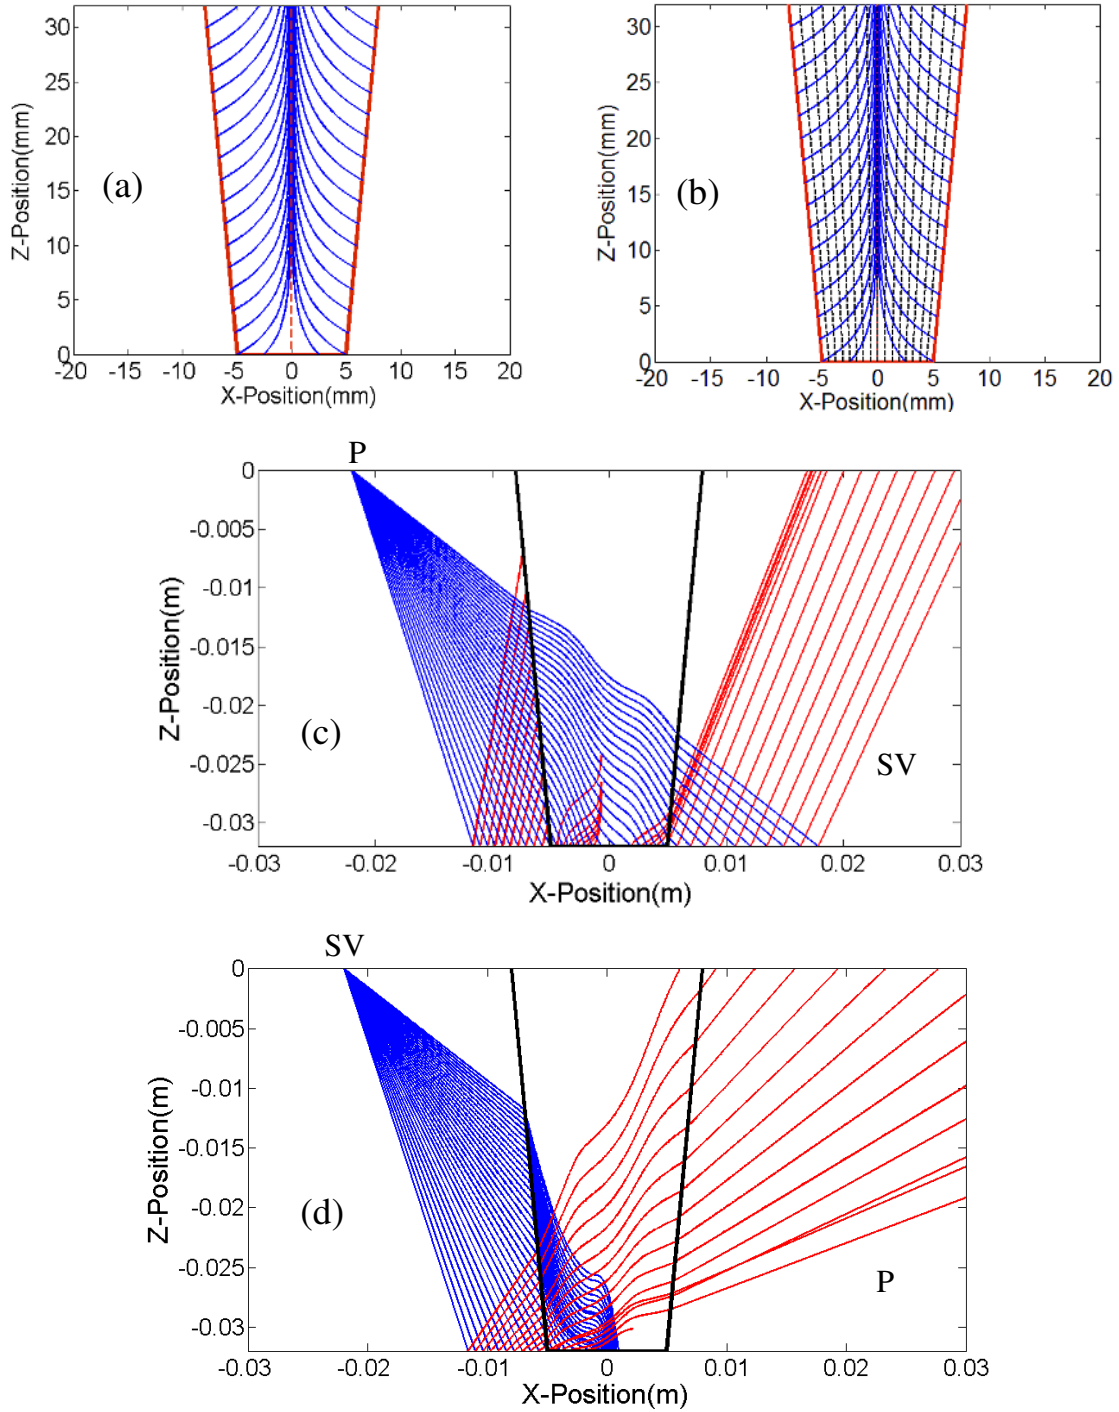 30
25
20
15
10
5
0
Z-Position(mm)
(a)
-20 -15 -10 -5 0 5 10 15 20
X-Position(mm)
30
25
20
15
10
5
0
Z-Position(mm)
(b)
-20 -15 -10 -5 0 5 10 15 20
X-Position(mm)
P
0
-0.005
-0.01
-0.015
-0.02
-0.025
-0.03
Z-Position(m)
(c)
SV
-0.03 -0.02 -0.01 0 0.01 0.02 0.03
X-Position(m)
SV
0
-0.005
-0.01
-0.015
-0.02
-0.025
-0.03
Z-Position(m)
(d)
P
-0.03 -0.02 -0.01 0 0.01 0.02 0.03
X-Position(m)